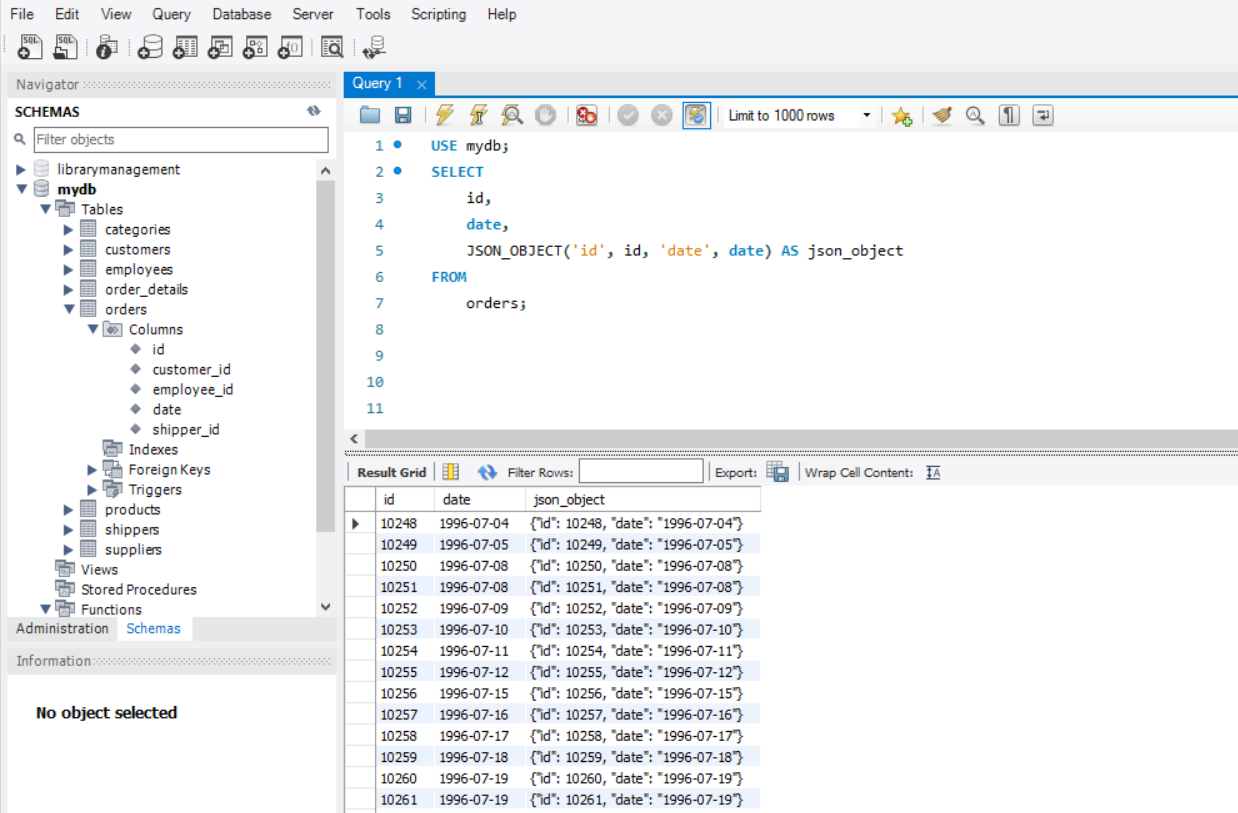 File Edit View Query Database Server Tools Scripting Help
SQL SQL
Navigator
SCHEMAS
Filter objects
librarymanagement
mydb
Tables
categories
customers
employees
order_details
orders
Columns
id
customer_id
employee_id
date
shipper_id
Indexes
Foreign Keys
Triggers
products
shippers
suppliers
Views
Stored Procedures
Functions
Administration Schemas
Information
No object selected
Query 1
Limit to 1000 rows
1 USE mydb;
2 SELECT
3 id,
4 date,
5 JSON_OBJECT('id', id, 'date', date) AS json_object
6 FROM
7 orders;
8
9
10
11
Result Grid Filter Rows: Export: Wrap Cell Content:
id date json_object
10248 1996-07-04 {"id": 10248, "date": "1996-07-04"}
10249 1996-07-05 {"id": 10249, "date": "1996-07-05"}
10250 1996-07-08 {"id": 10250, "date": "1996-07-08"}
10251 1996-07-08 {"id": 10251, "date": "1996-07-08"}
10252 1996-07-09 {"id": 10252, "date": "1996-07-09"}
10253 1996-07-10 {"id": 10253, "date": "1996-07-10"}
10254 1996-07-11 {"id": 10254, "date": "1996-07-11"}
10255 1996-07-12 {"id": 10255, "date": "1996-07-12"}
10256 1996-07-15 {"id": 10256, "date": "1996-07-15"}
10257 1996-07-16 {"id": 10257, "date": "1996-07-16"}
10258 1996-07-17 {"id": 10258, "date": "1996-07-17"}
10259 1996-07-18 {"id": 10259, "date": "1996-07-18"}
10260 1996-07-19 {"id": 10260, "date": "1996-07-19"}
10261 1996-07-19 {"id": 10261, "date": "1996-07-19"}